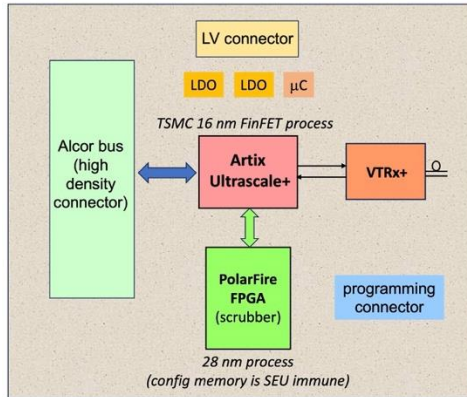 LV connector
LDO
LDO
μC
TSMC 16 nm FinFET process
Alcor bus
(high
density
connector)
Artix
Ultrascale+
VTRx+
PolarFire
FPGA
(scrubber)
programming
connector
28 nm process
(config memory is SEU immune)